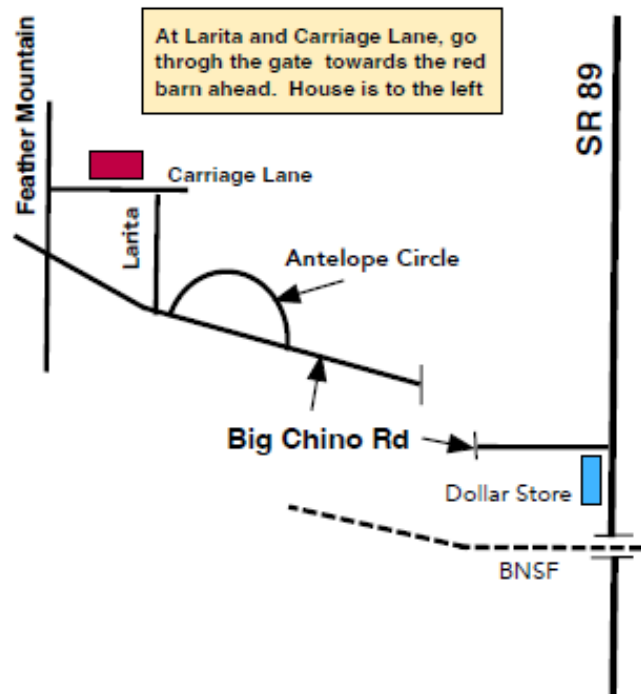 At Larita and Carriage Lane, go
throgh the gate towards the red
barn ahead. House is to the left
SR 89
Feather Mountain
Carriage Lane
Larita
Antelope Circle
Big Chino Rd
Dollar Store
BNSF